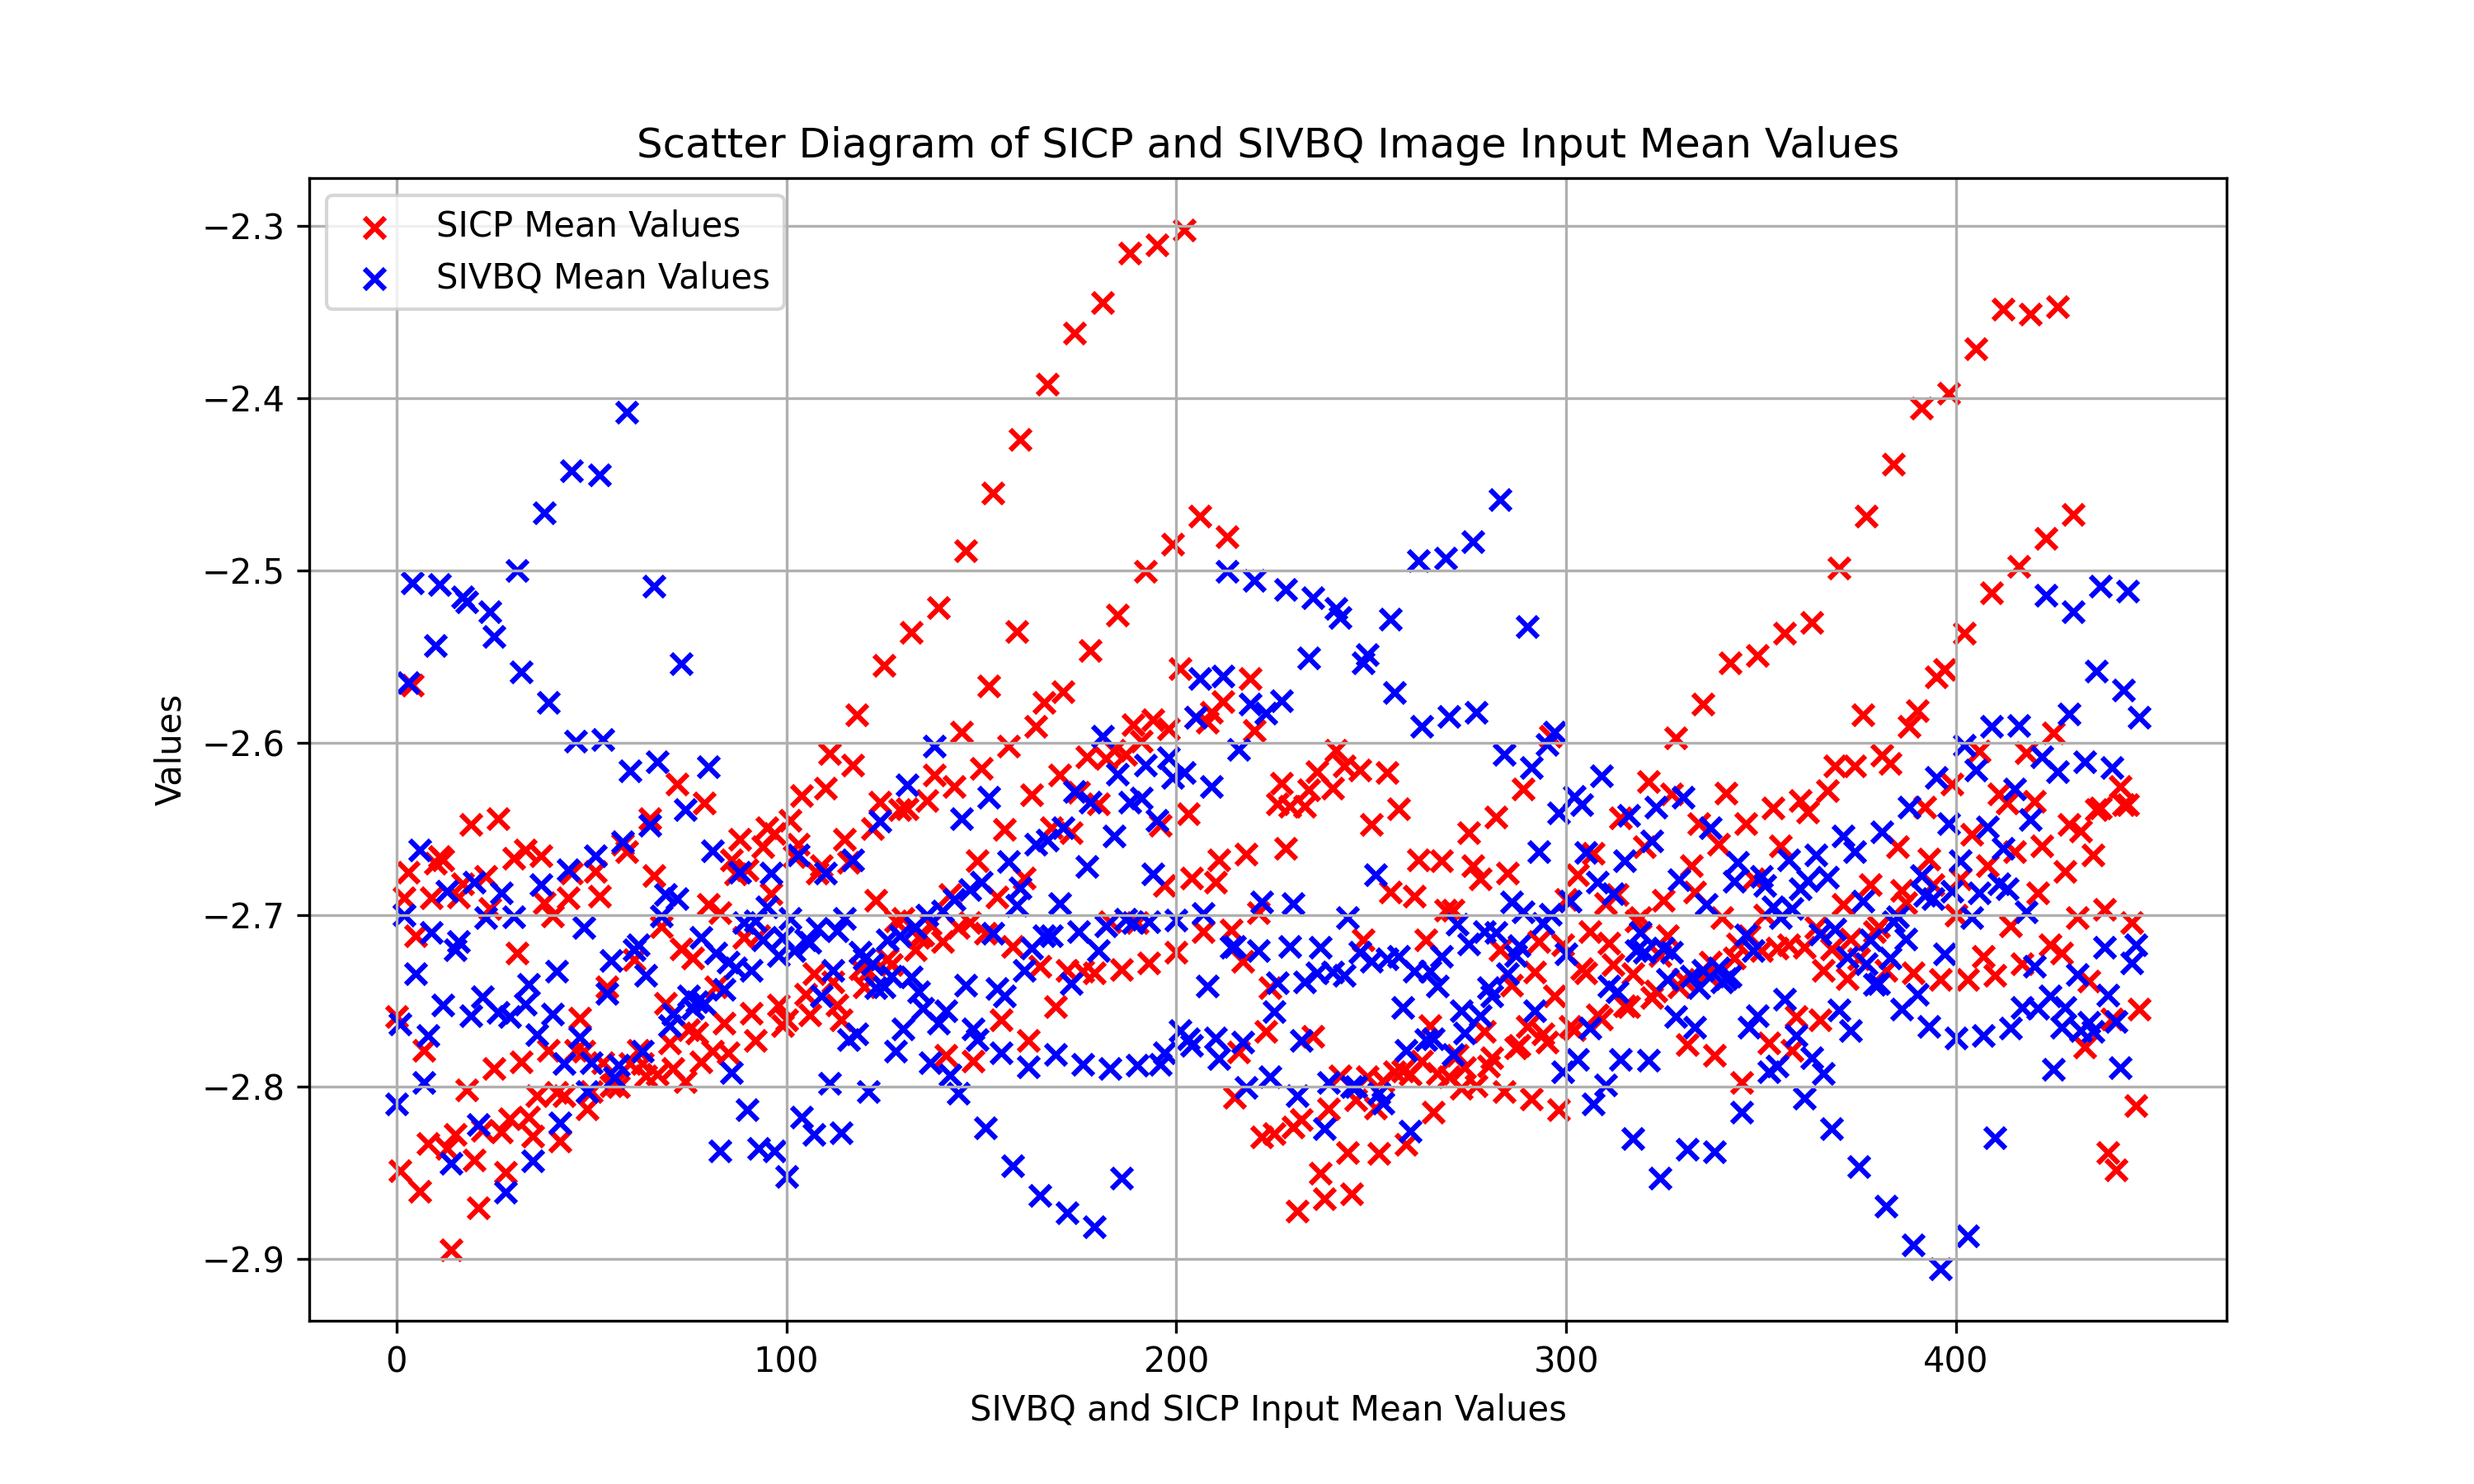 Scatter Diagram of SICP and SIVBQ Image Input Mean Values
SICP Mean Values
SIVBQ Mean Values
−2.3
−2.4
−2.5
−2.6
−2.7
−2.8
−2.9
Values
0 100 200 300 400
SIVBQ and SICP Input Mean Values